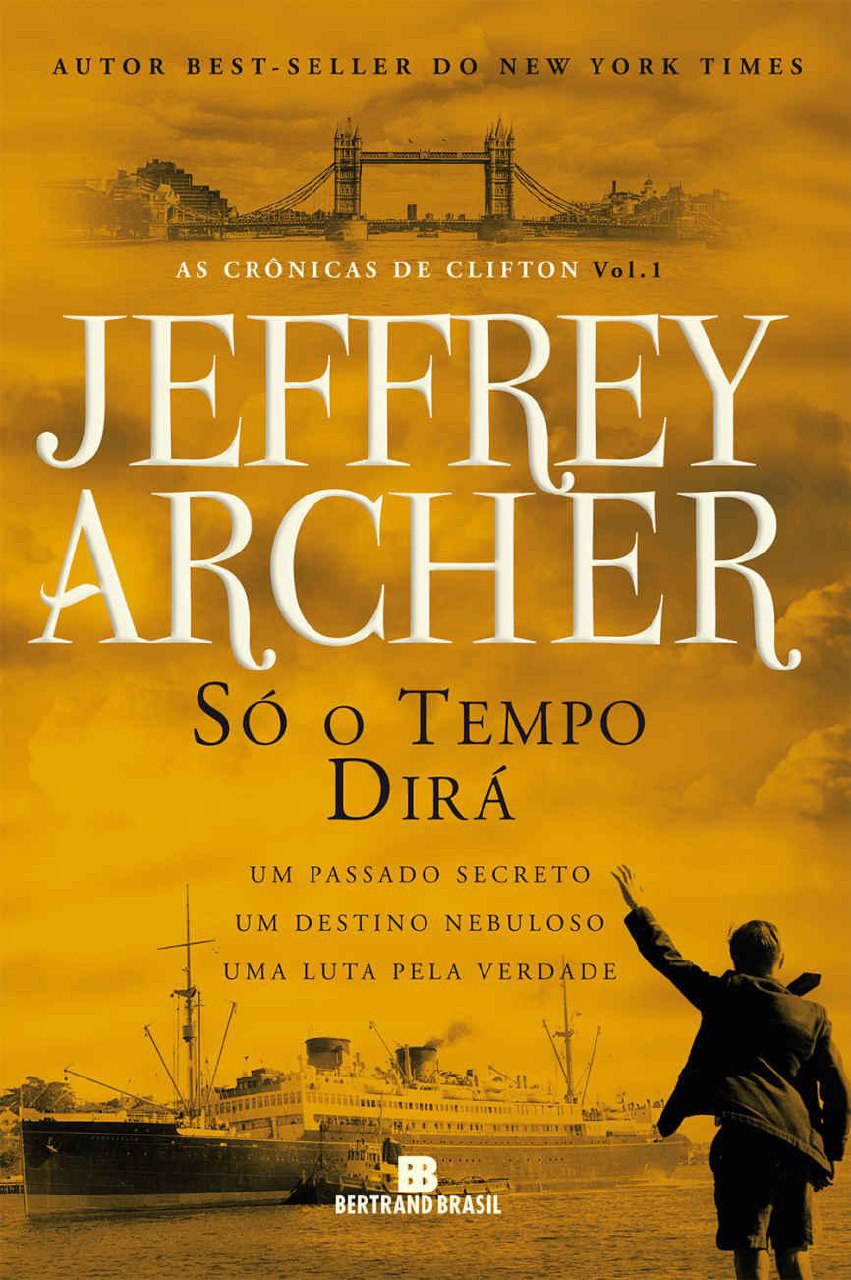 AUTOR BEST-SELLER DO NEW YORK TIMES
AS CRÔNICAS DE CLIFTON Vol.1
JEFFREY
ARCHER
SÓ O TEMPO
DIRÁ
UM PASSADO SECRETO
UM DESTINO NEBULOSO
UMA LUTA PELA VERDADE
BB
BERTRAND BRASIL